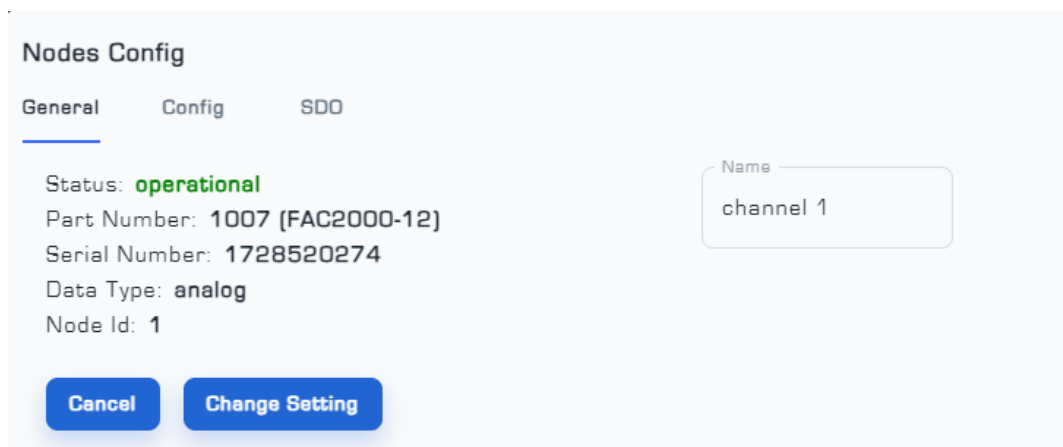 Nodes Config
General Config SDO
Status: operational
Part Number: 1007 (FAC2000-12)
Serial Number: 1728520274
Data Type: analog
Node Id: 1
Name
channel 1
Cancel Change Setting